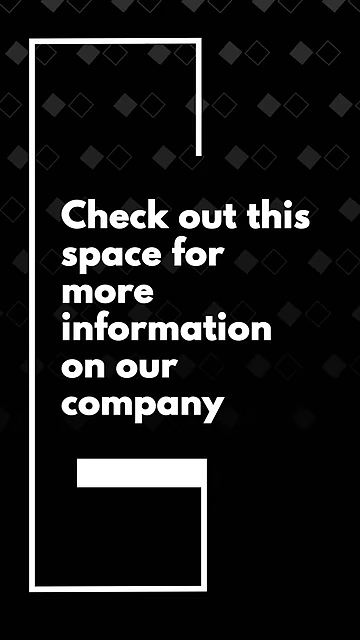 Check out this
space for
more
information
on our
company